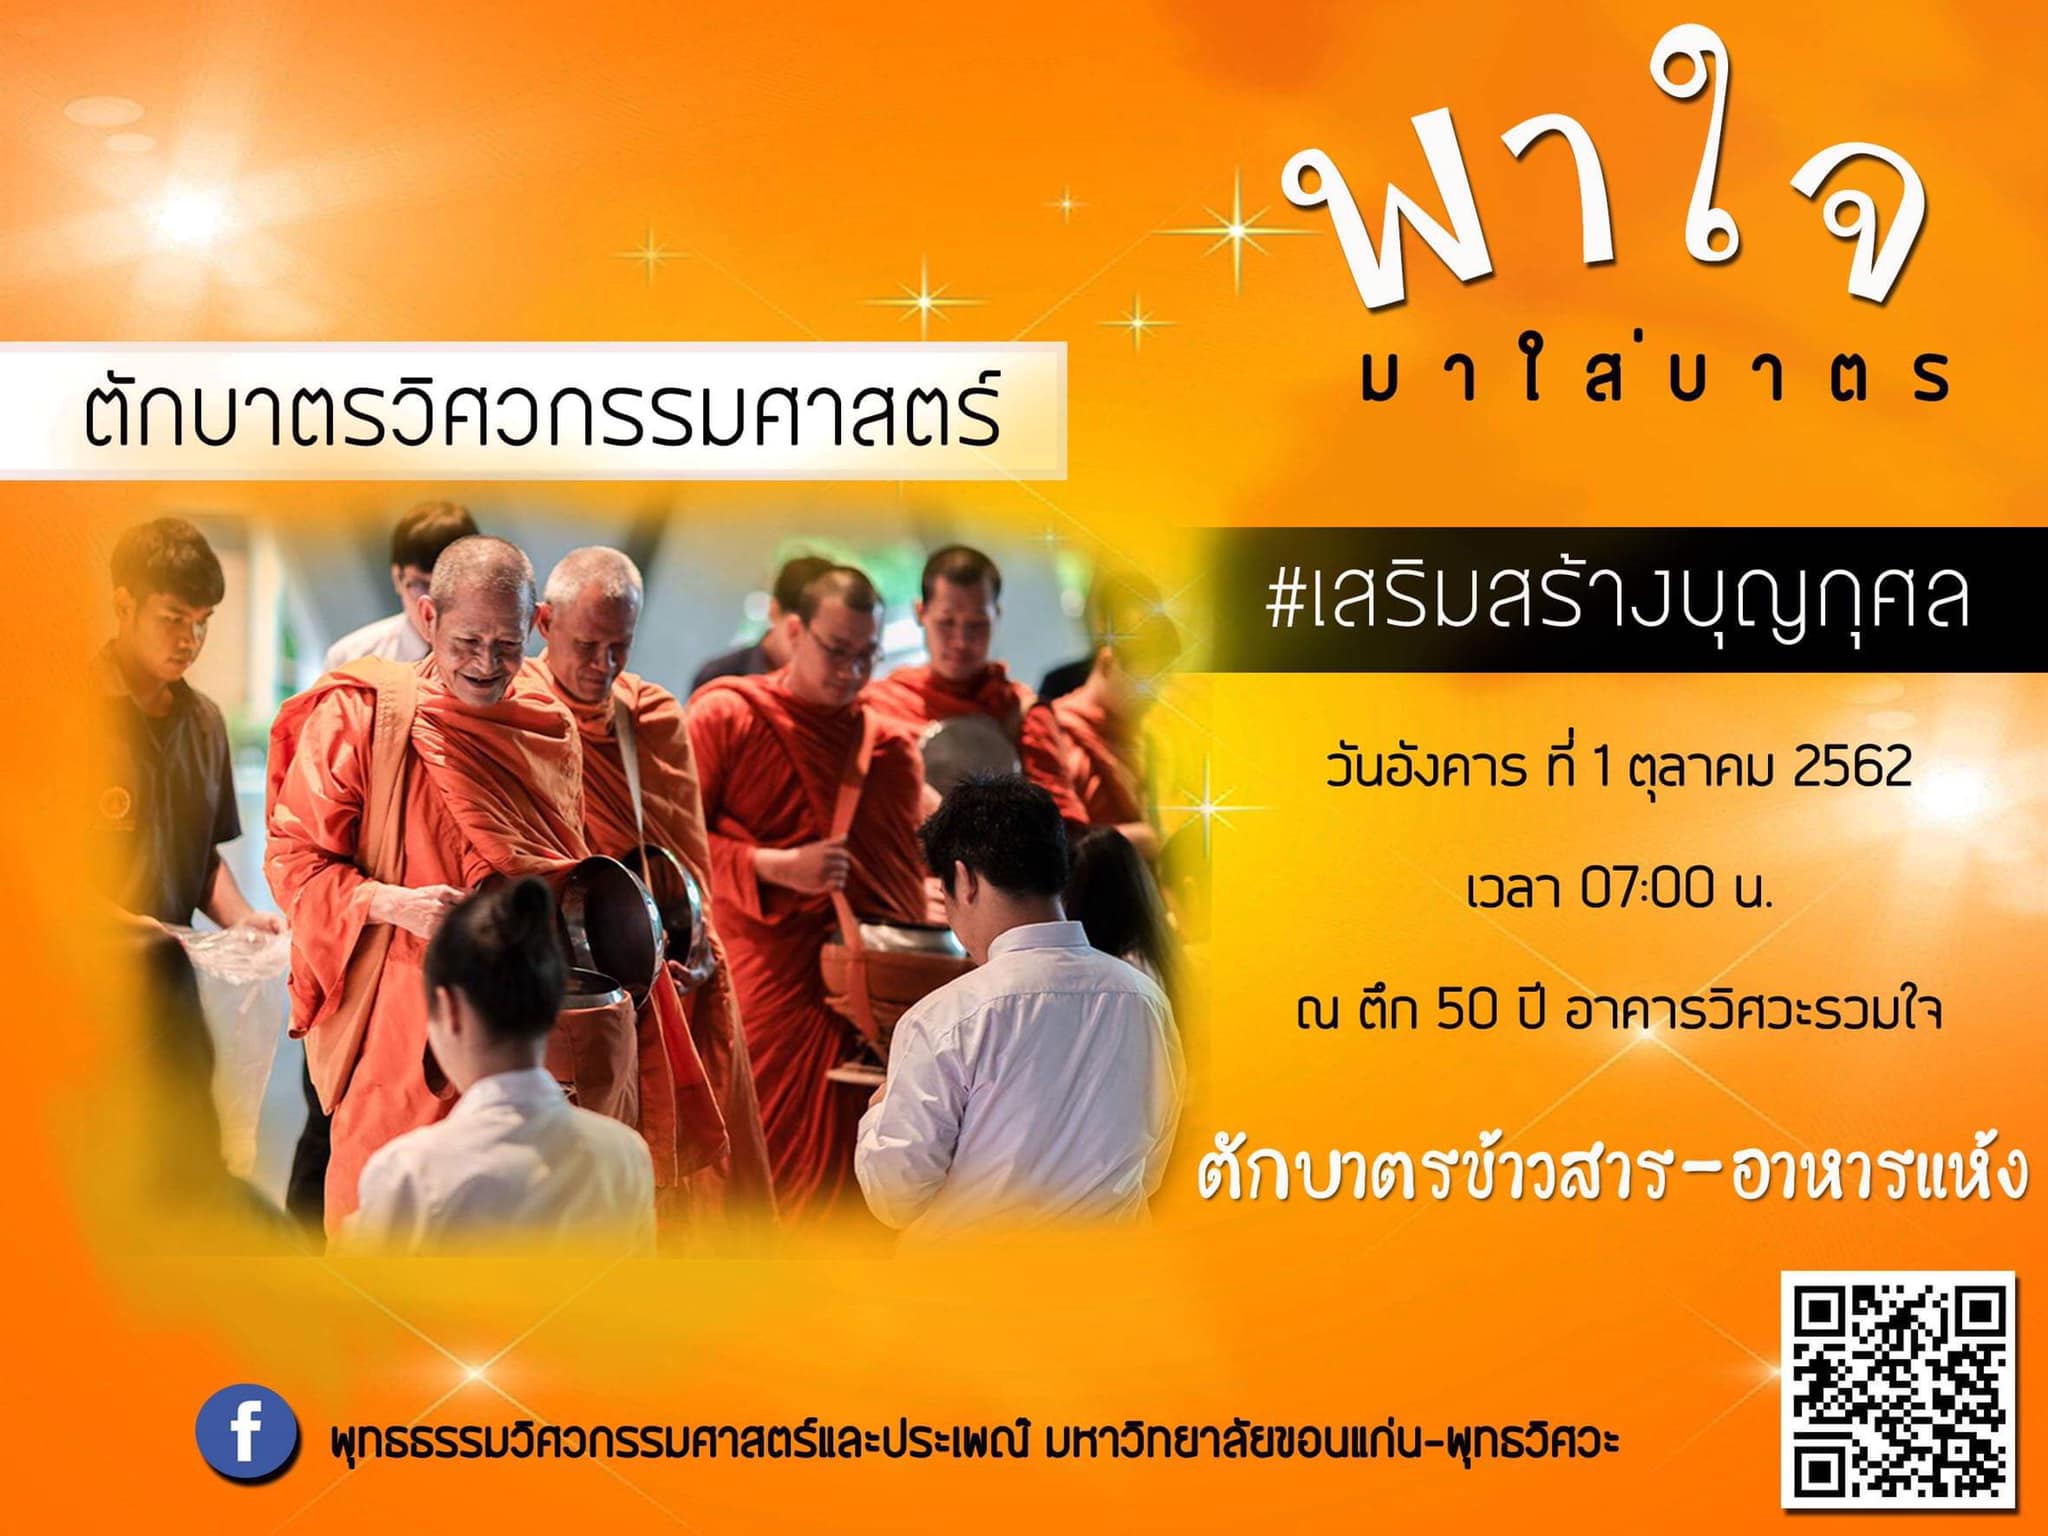 พาใจ
มาใส่บาตร
ตักบาตรวิศวกรรมศาสตร์
#เสริมสร้างบุญกุศล
วันอังคาร ที่ 1 ตุลาคม 2562
เวลา 07:00 น.
ณ ตึก 50 ปี อาคารวิศวะรวมใจ
ตักบาตรข้าวสาร-อาหารแห้ง
f พุทธธรรมวิศวกรรมศาสตร์และประเพณี มหาวิทยาลัยขอนแก่น-พุทธวิศวะ